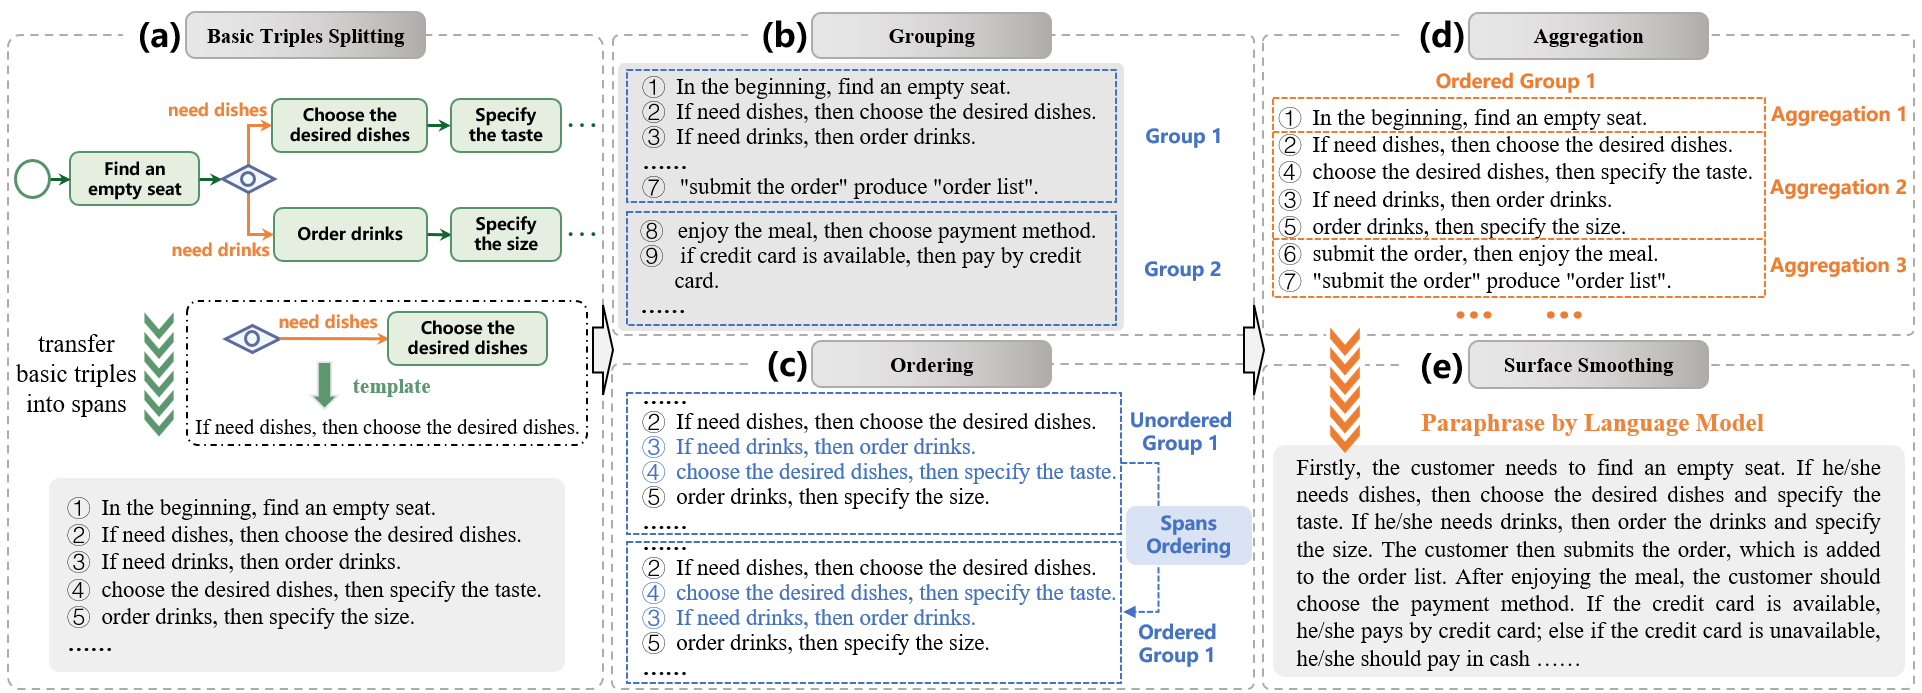 (a) Basic Triples Splitting
need dishes
Choose the
desired dishes
Specify
the taste
...
Find an
empty seat
Order drinks
Specify
the size
...
need drinks
transfer
basic triples
into spans
need dishes
Choose the
desired dishes
template
If need dishes, then choose the desired dishes.
① In the beginning, find an empty seat.
② If need dishes, then choose the desired dishes.
③ If need drinks, then order drinks.
④ choose the desired dishes, then specify the taste.
⑤ order drinks, then specify the size.
......
(b) Grouping
① In the beginning, find an empty seat.
② If need dishes, then choose the desired dishes.
③ If need drinks, then order drinks.
......
⑦ "submit the order" produce "order list".
Group 1
⑧ enjoy the meal, then choose payment method.
⑨ if credit card is available, then pay by credit
card.
......
Group 2
(c) Ordering
......
② If need dishes, then choose the desired dishes.
③ If need drinks, then order drinks.
④ choose the desired dishes, then specify the taste.
⑤ order drinks, then specify the size.
......
Unordered
Group 1
Spans
Ordering
......
② If need dishes, then choose the desired dishes.
④ choose the desired dishes, then specify the taste.
③ If need drinks, then order drinks.
⑤ order drinks, then specify the size.
......
Ordered
Group 1
(d) Aggregation
Ordered Group 1
① In the beginning, find an empty seat.
Aggregation 1
② If need dishes, then choose the desired dishes.
④ choose the desired dishes, then specify the taste.
③ If need drinks, then order drinks.
⑤ order drinks, then specify the size.
Aggregation 2
⑥ submit the order, then enjoy the meal.
⑦ "submit the order" produce "order list".
Aggregation 3
... ...
(e) Surface Smoothing
Paraphrase by Language Model
Firstly, the customer needs to find an empty seat. If he/she
needs dishes, then choose the desired dishes and specify the
taste. If he/she needs drinks, then order the drinks and specify
the size. The customer then submits the order, which is added
to the order list. After enjoying the meal, the customer should
choose the payment method. If the credit card is available,
he/she pays by credit card; else if the credit card is unavailable,
he/she should pay in cash ......